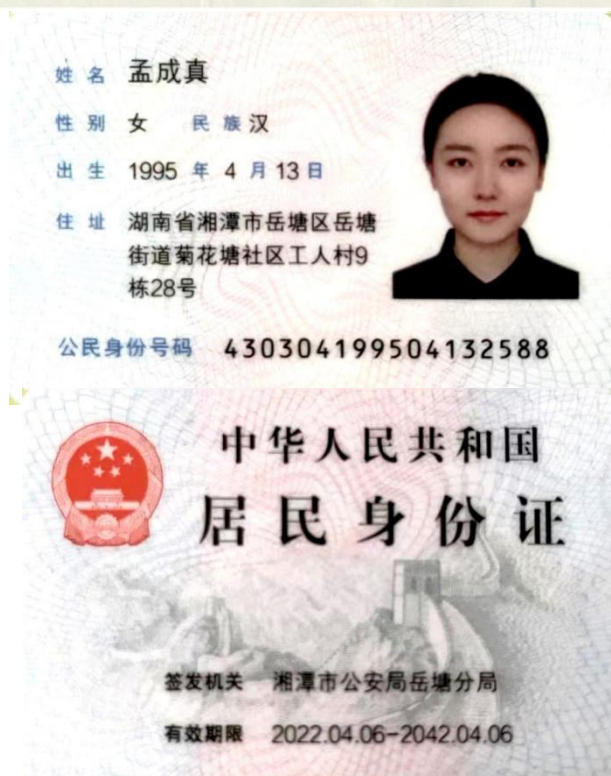 姓名 孟成真
性别 女 民族 汉
出生 1995 年 4 月 13 日
住址 湖南省湘潭市岳塘区岳塘
街道菊花塘社区工人村9
栋28号
公民身份号码 430304199504132588
中华人民共和国
居民身份证
签发机关 湘潭市公安局岳塘分局
有效期限 2022.04.06-2042.04.06